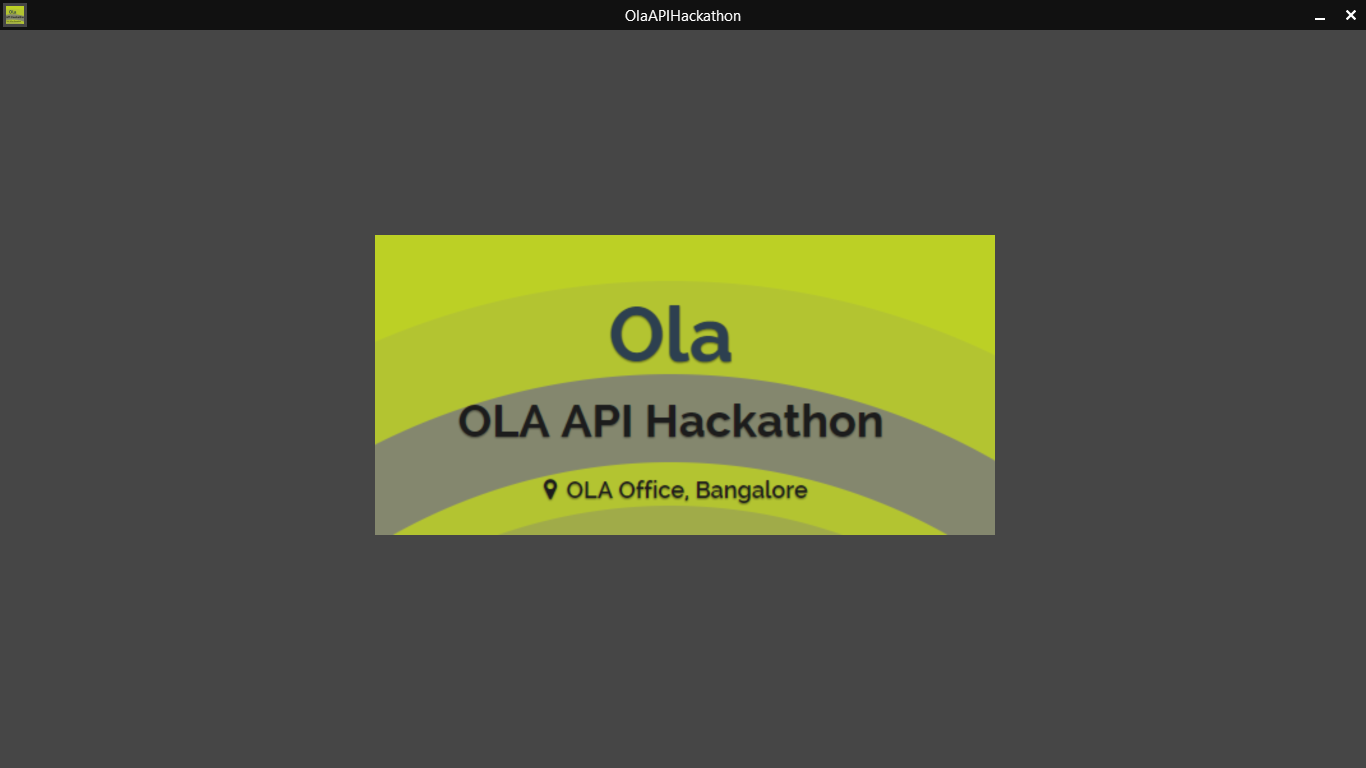 OlaAPIHackathon
Ola
OLA API Hackathon
OLA Office, Bangalore